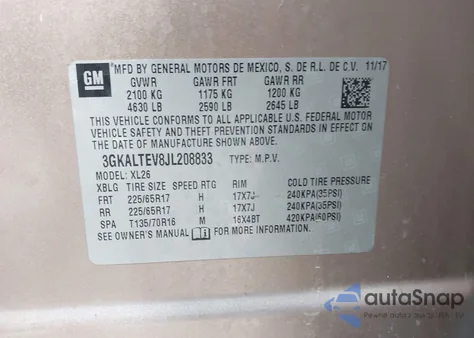 GM
MFD BY GENERAL MOTORS DE MEXICO, S. DE R.L. DE C.V. 11/17
GVWR GAWR FRT GAWR RR
2100 KG 1175 KG 1200 KG
4630 LB 2590 LB 2645 LB
THIS VEHICLE CONFORMS TO ALL APPLICABLE U.S. FEDERAL MOTOR
VEHICLE SAFETY, BUMPER, AND THEFT PREVENTION STANDARDS IN
EFFECT ON THE DATE OF MANUFACTURE SHOWN ABOVE.
3GKALTEV8JL208833 TYPE: M.P.V.
MODEL: XL26
XBLG TIRE SIZE SPEED RTG RIM COLD TIRE PRESSURE
FRT 225/65R17 H 17X7J 240KPA(35PSI)
RR 225/65R17 H 17X7J 240KPA(35PSI)
SPA T135/70R16 M 16X4BT 420KPA(60PSI)
SEE OWNER'S MANUAL FOR MORE INFORMATION.
autoSnap